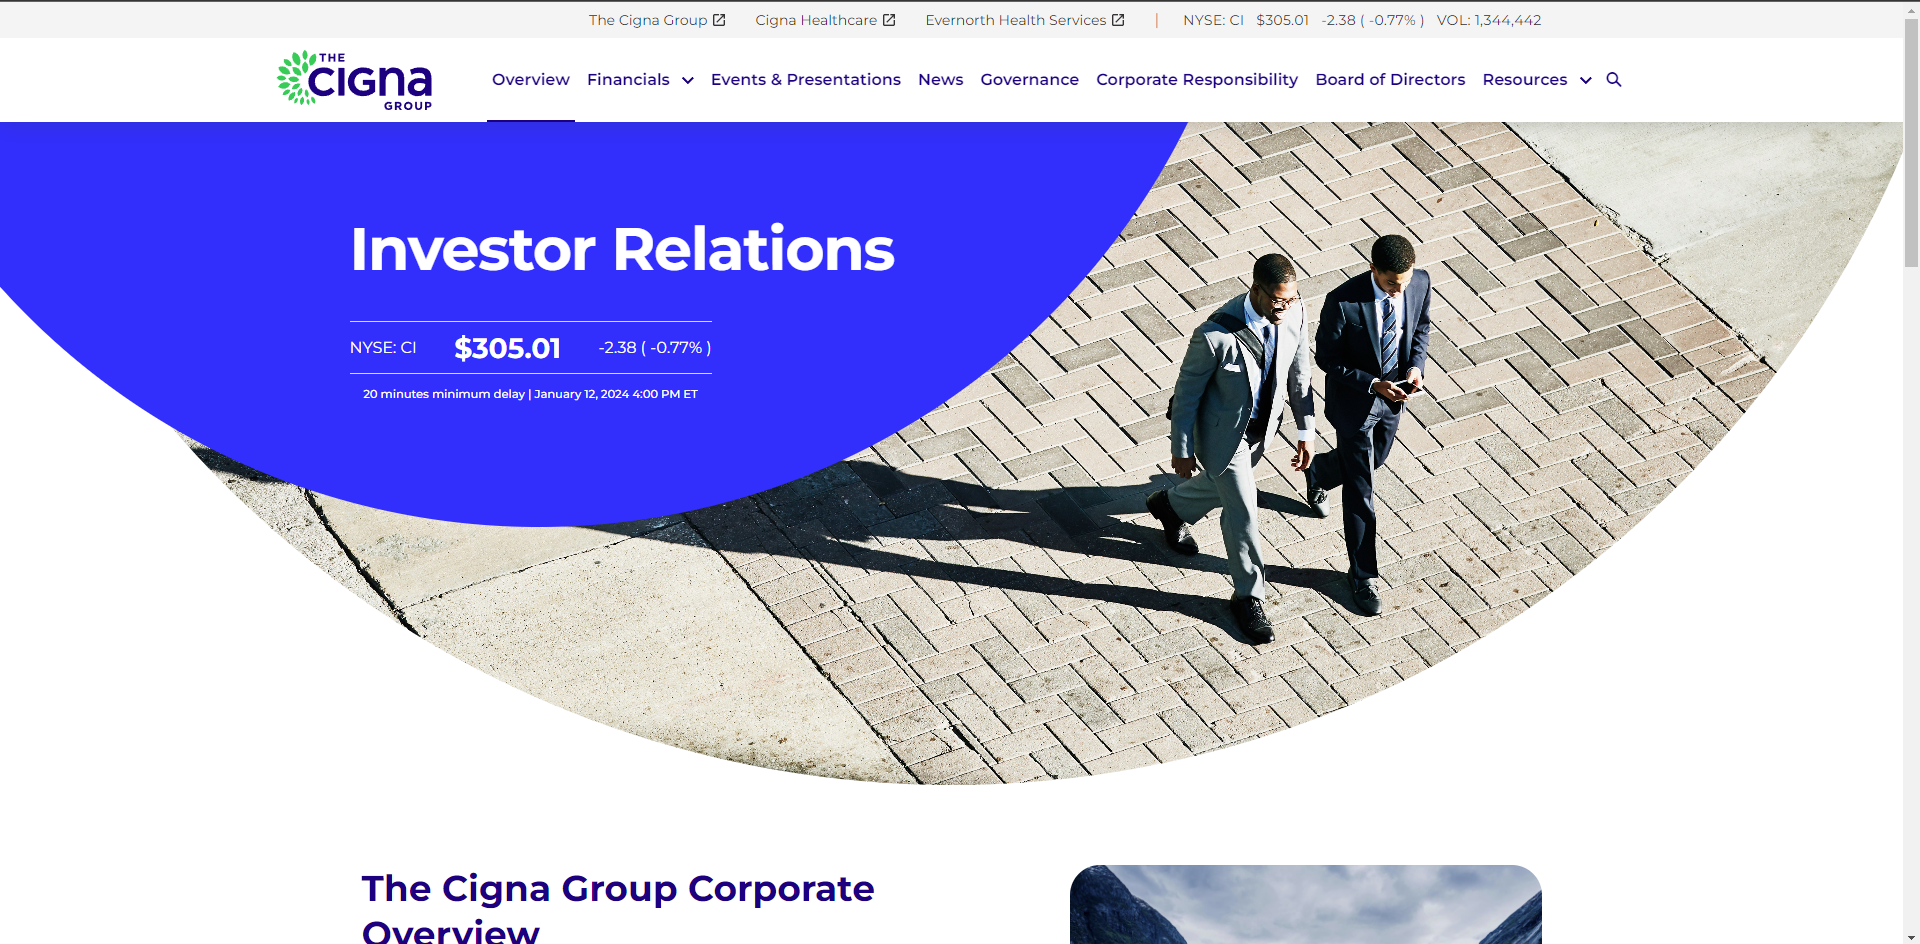 The Cigna Group Cigna Healthcare Evernorth Health Services | NYSE: CI $305.01 -2.38 ( -0.77% ) VOL: 1,344,442
THE
cigna
GROUP
Overview Financials Events & Presentations News Governance Corporate Responsibility Board of Directors Resources
Investor Relations
NYSE: CI $305.01 -2.38 ( -0.77% )
20 minutes minimum delay | January 12, 2024 4:00 PM ET
The Cigna Group Corporate
Overview